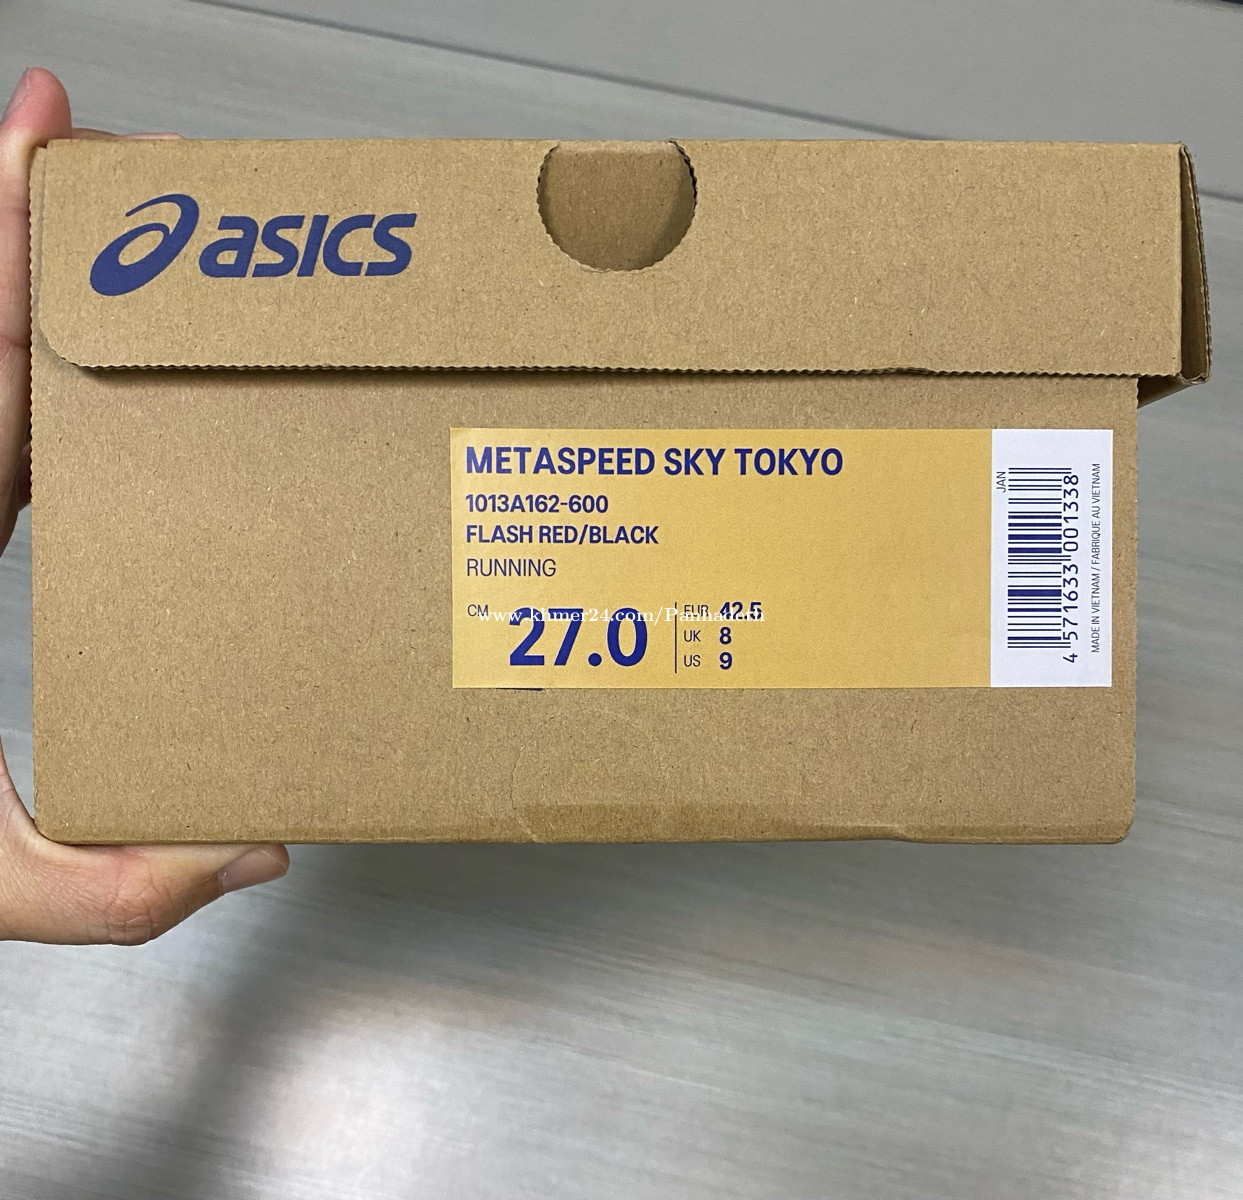 asics
METASPEED SKY TOKYO
1013A162-600
FLASH RED/BLACK
RUNNING
CM 27.0
EUR 42.5
UK 8
US 9
www.khmer24.com/Panhadeth
JAN
4 571633 001338
MADE IN VIETNAM / FABRIQUE AU VIETNAM